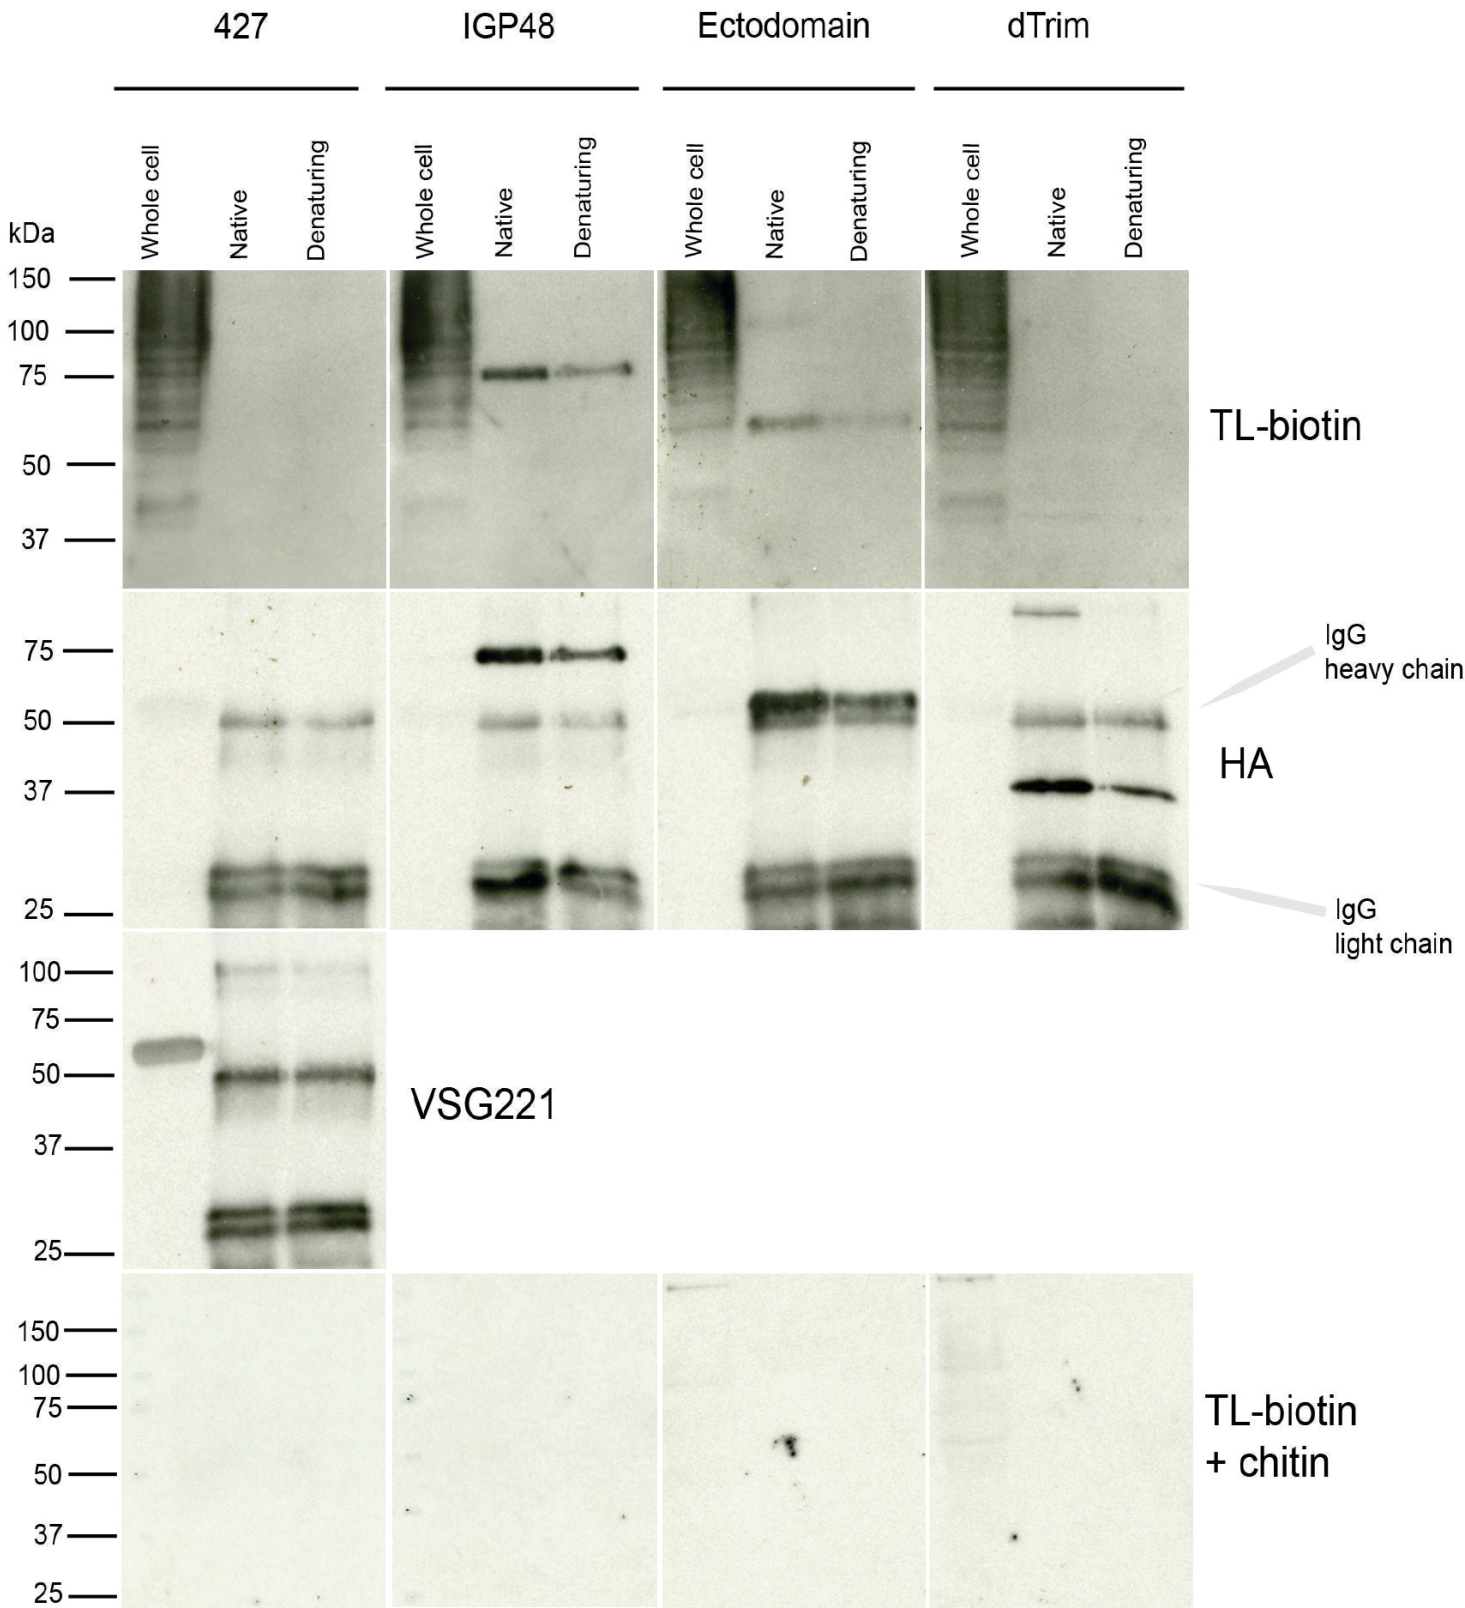 427 IGP48 Ectodomain dTrim
Whole cell Native Denaturing Whole cell Native Denaturing Whole cell Native Denaturing Whole cell Native Denaturing
kDa
150
100
75
50
37
TL-biotin
75
50
37
25
IgG
heavy chain
HA
IgG
light chain
100
75
50
37
25
VSG221
150
100
75
50
37
25
TL-biotin
+ chitin